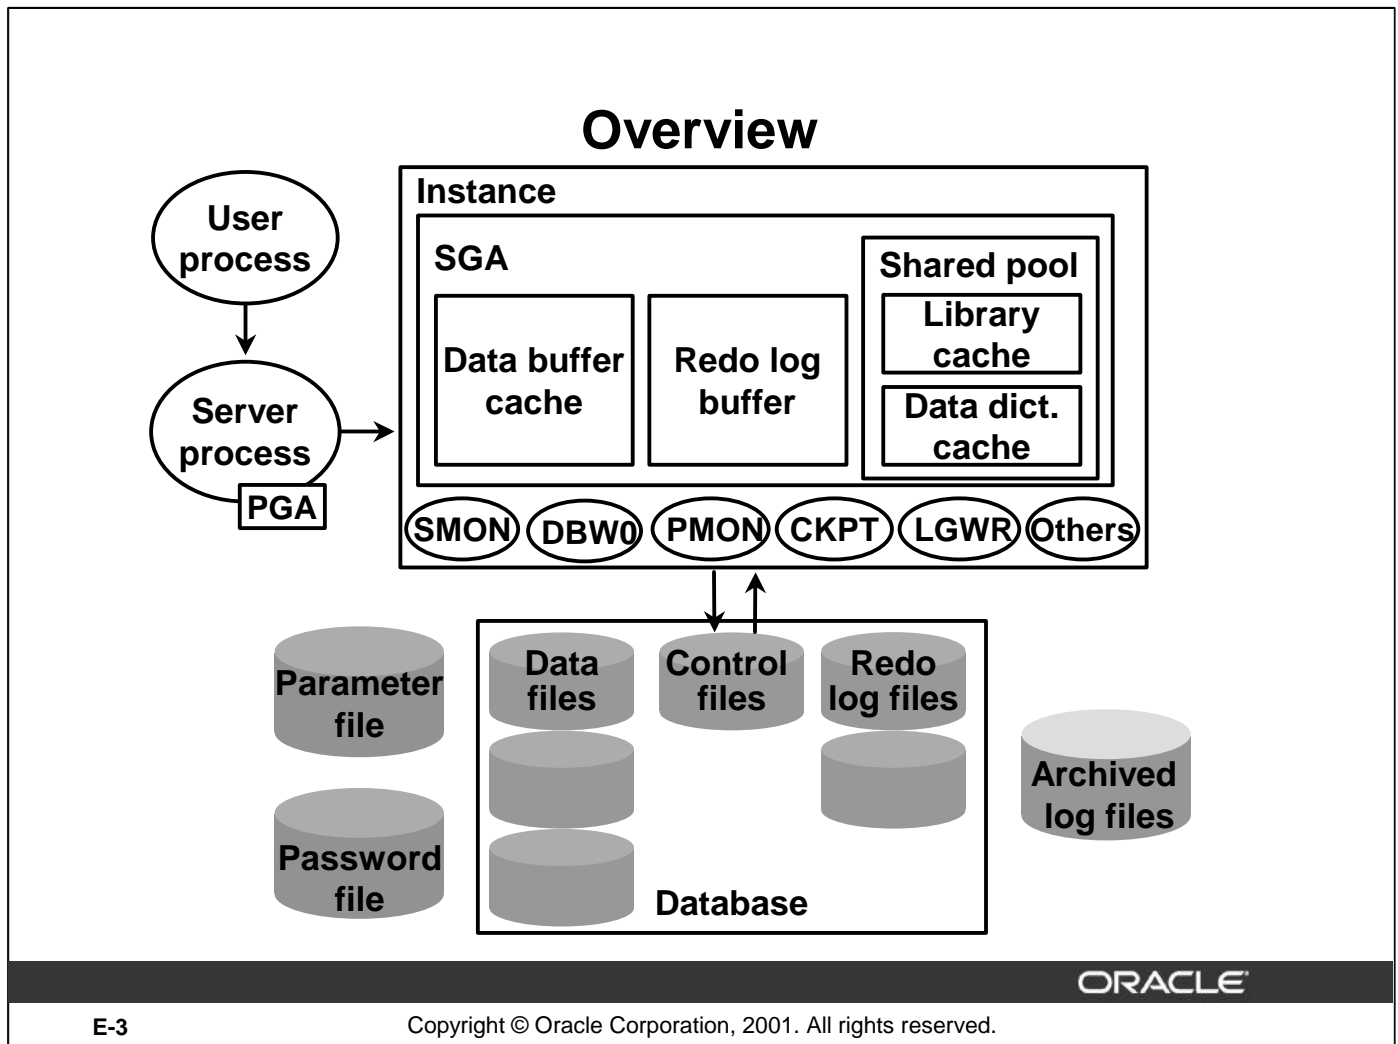 Overview
User
process
Server
process
PGA
Instance
SGA
Data buffer
cache
Redo log
buffer
Shared pool
Library
cache
Data dict.
cache
SMON
DBW0
PMON
CKPT
LGWR
Others
Parameter
file
Password
file
Data
files
Control
files
Redo
log files
Database
Archived
log files
ORACLE®
E-3
Copyright © Oracle Corporation, 2001. All rights reserved.